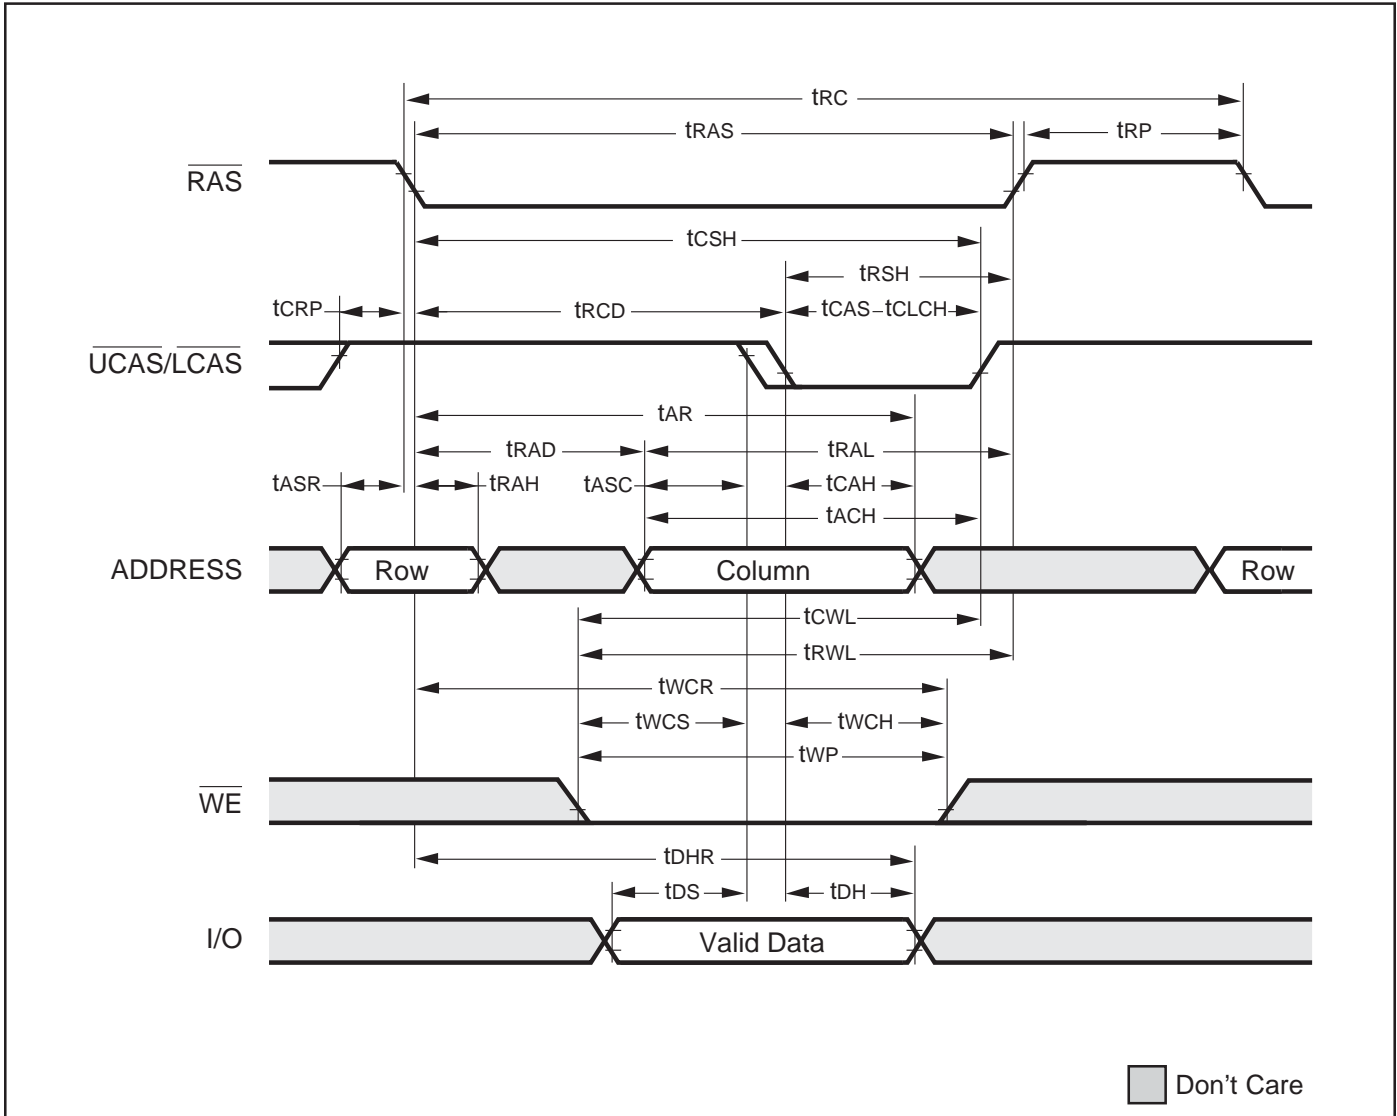 tRC
tRAS tRP
RAS
tCSH
tRSH
tCRP tRCD tCAS tCLCH
UCAS/LCAS
tAR
tRAD tRAL
tASR tRAH tASC tCAH
tACH
ADDRESS Row Column Row
tCWL
tRWL
tWCR
tWCS tWCH
tWP
WE
tDHR
tDS tDH
I/O Valid Data
Don't Care